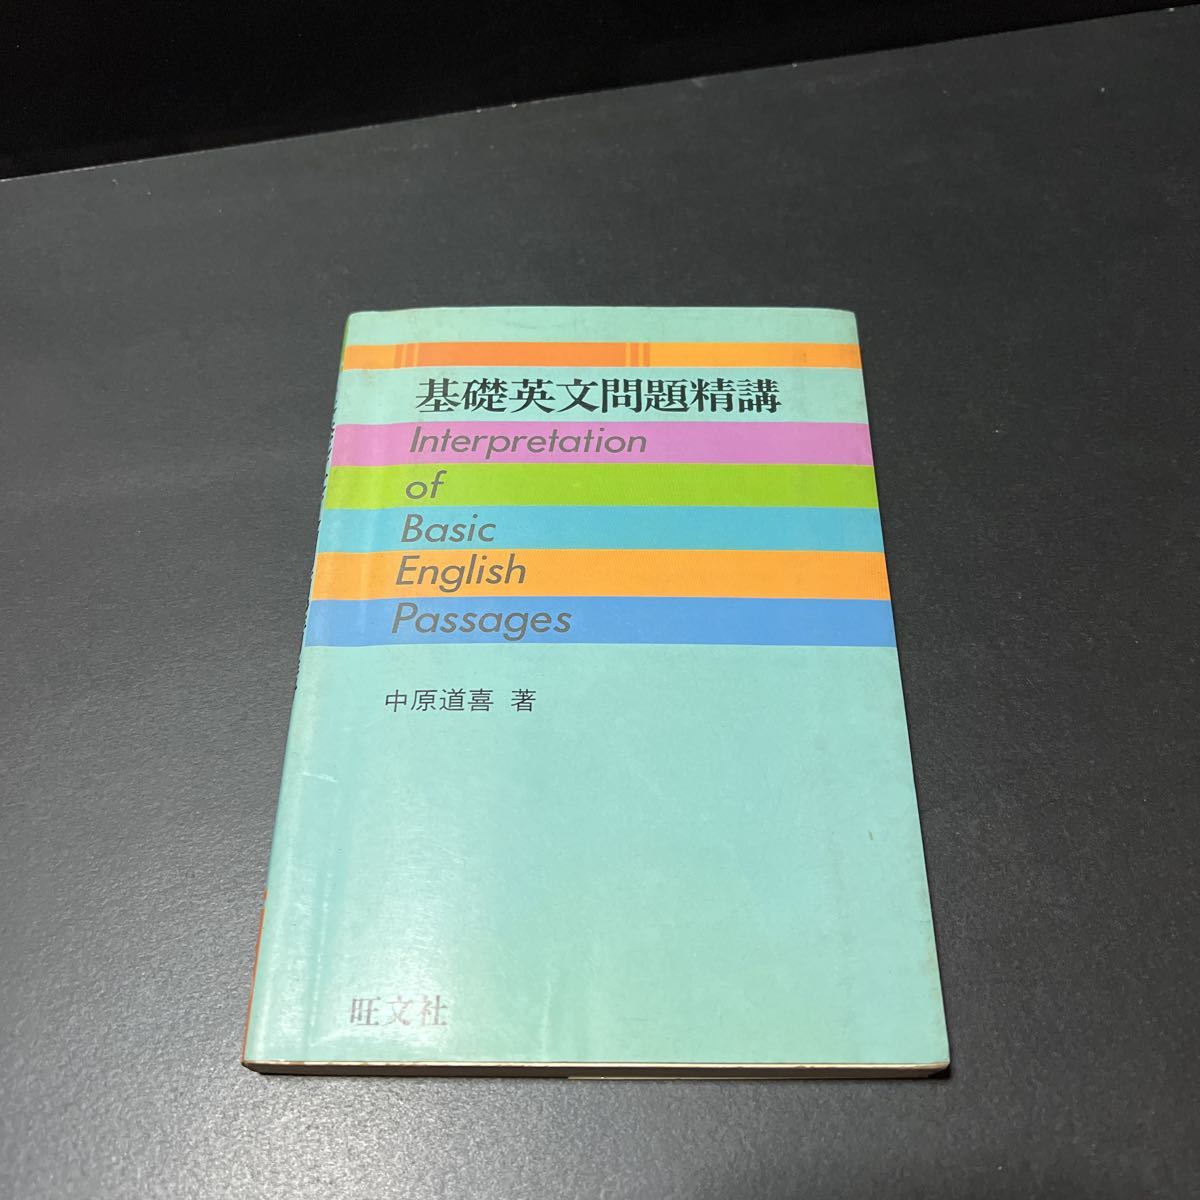 基礎英文問題精講
Interpretation
of
Basic
English
Passages
中原道喜 著
旺文社